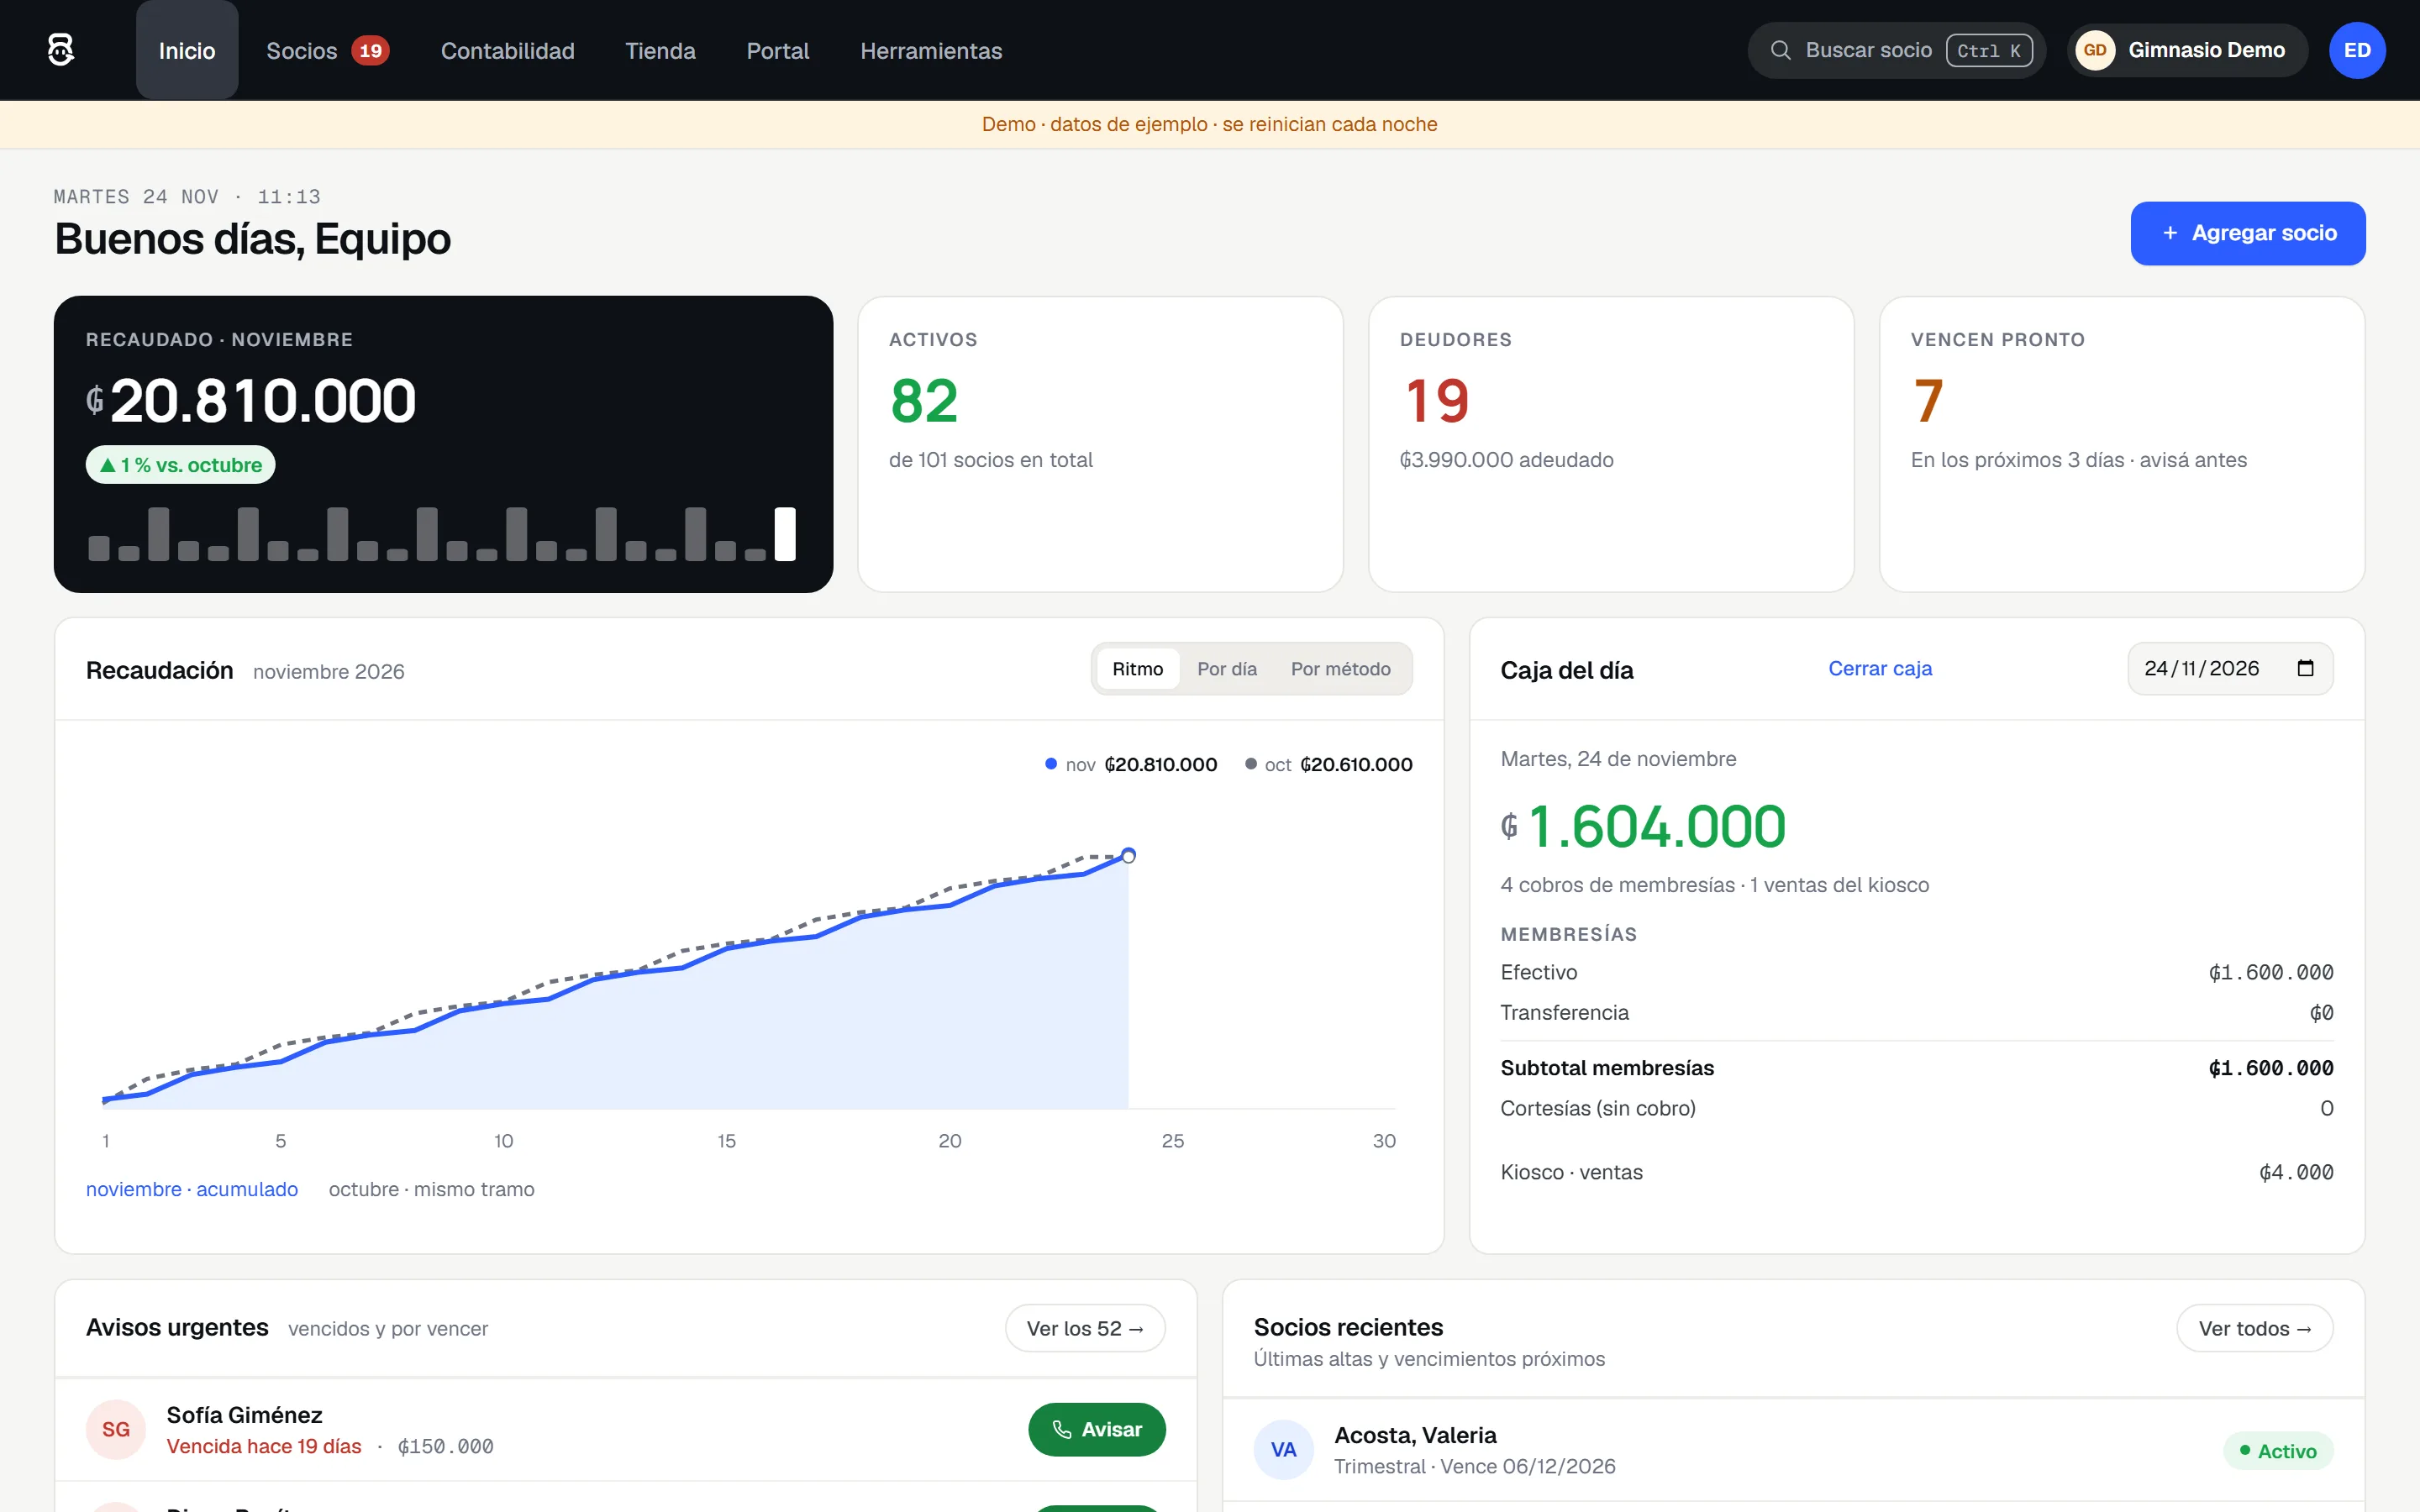 Inicio
Socios 19
Contabilidad
Tienda
Portal
Herramientas
Buscar socio Ctrl K
GD Gimnasio Demo
ED
Demo · datos de ejemplo · se reinician cada noche
MARTES 24 NOV · 11:13
Buenos días, Equipo
+ Agregar socio
RECAUDADO · NOVIEMBRE
₲20.810.000
▲ 1 % vs. octubre
ACTIVOS
82
de 101 socios en total
DEUDORES
19
₲3.990.000 adeudado
VENCEN PRONTO
7
En los próximos 3 días · avisá antes
Recaudación noviembre 2026
Ritmo Por día Por método
nov ₲20.810.000 oct ₲20.610.000
1 5 10 15 20 25 30
noviembre · acumulado octubre · mismo tramo
Caja del día
Cerrar caja
24/11/2026
Martes, 24 de noviembre
₲ 1.604.000
4 cobros de membresías · 1 ventas del kiosco
MEMBRESÍAS
Efectivo ₲1.600.000
Transferencia ₲0
Subtotal membresías ₲1.600.000
Cortesías (sin cobro) 0
Kiosco · ventas ₲4.000
Avisos urgentes vencidos y por vencer
Ver los 52 →
SG
Sofía Giménez
Vencida hace 19 días · ₲150.000
Avisar
Socios recientes
Últimas altas y vencimientos próximos
Ver todos →
VA
Acosta, Valeria
Trimestral · Vence 06/12/2026
Activo